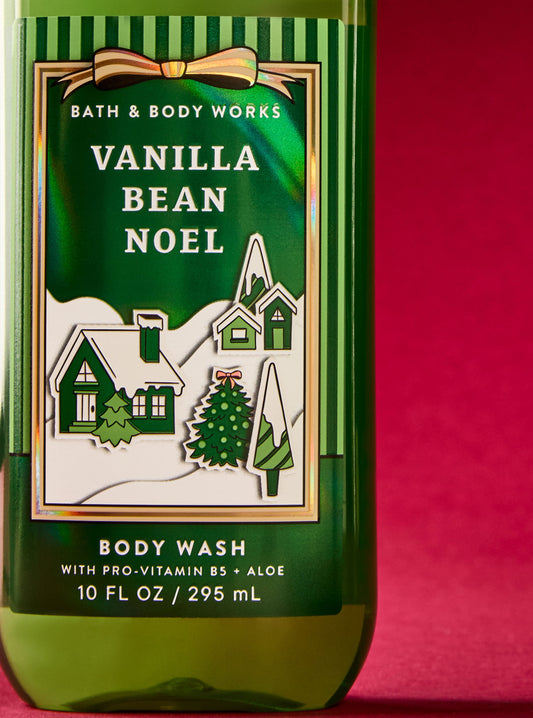 BATH & BODY WORKS
VANILLA
BEAN
NOEL
BODY WASH
WITH PRO-VITAMIN B5 + ALOE
10 FL OZ / 295 mL